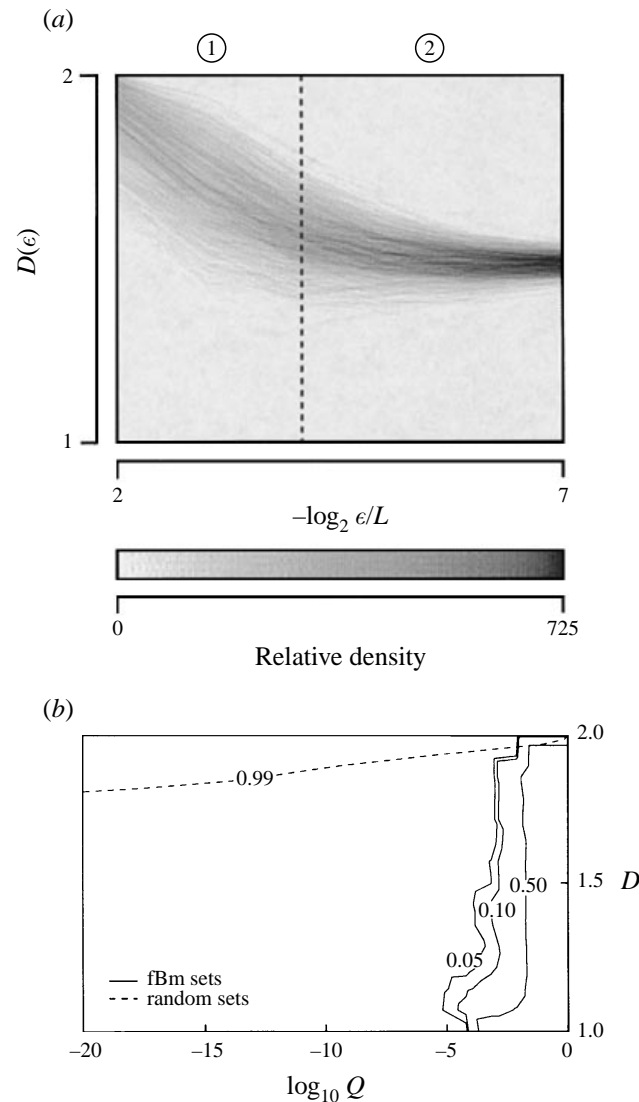 (a)
① ②
2
D(ϵ)
1
2 7
–log₂ ϵ/L
0 725
Relative density
(b)
2.0
0.99
1.5 D
0.50
0.10
0.05
fBm sets
random sets
1.0
–20 –15 –10 –5 0
log₁₀ Q